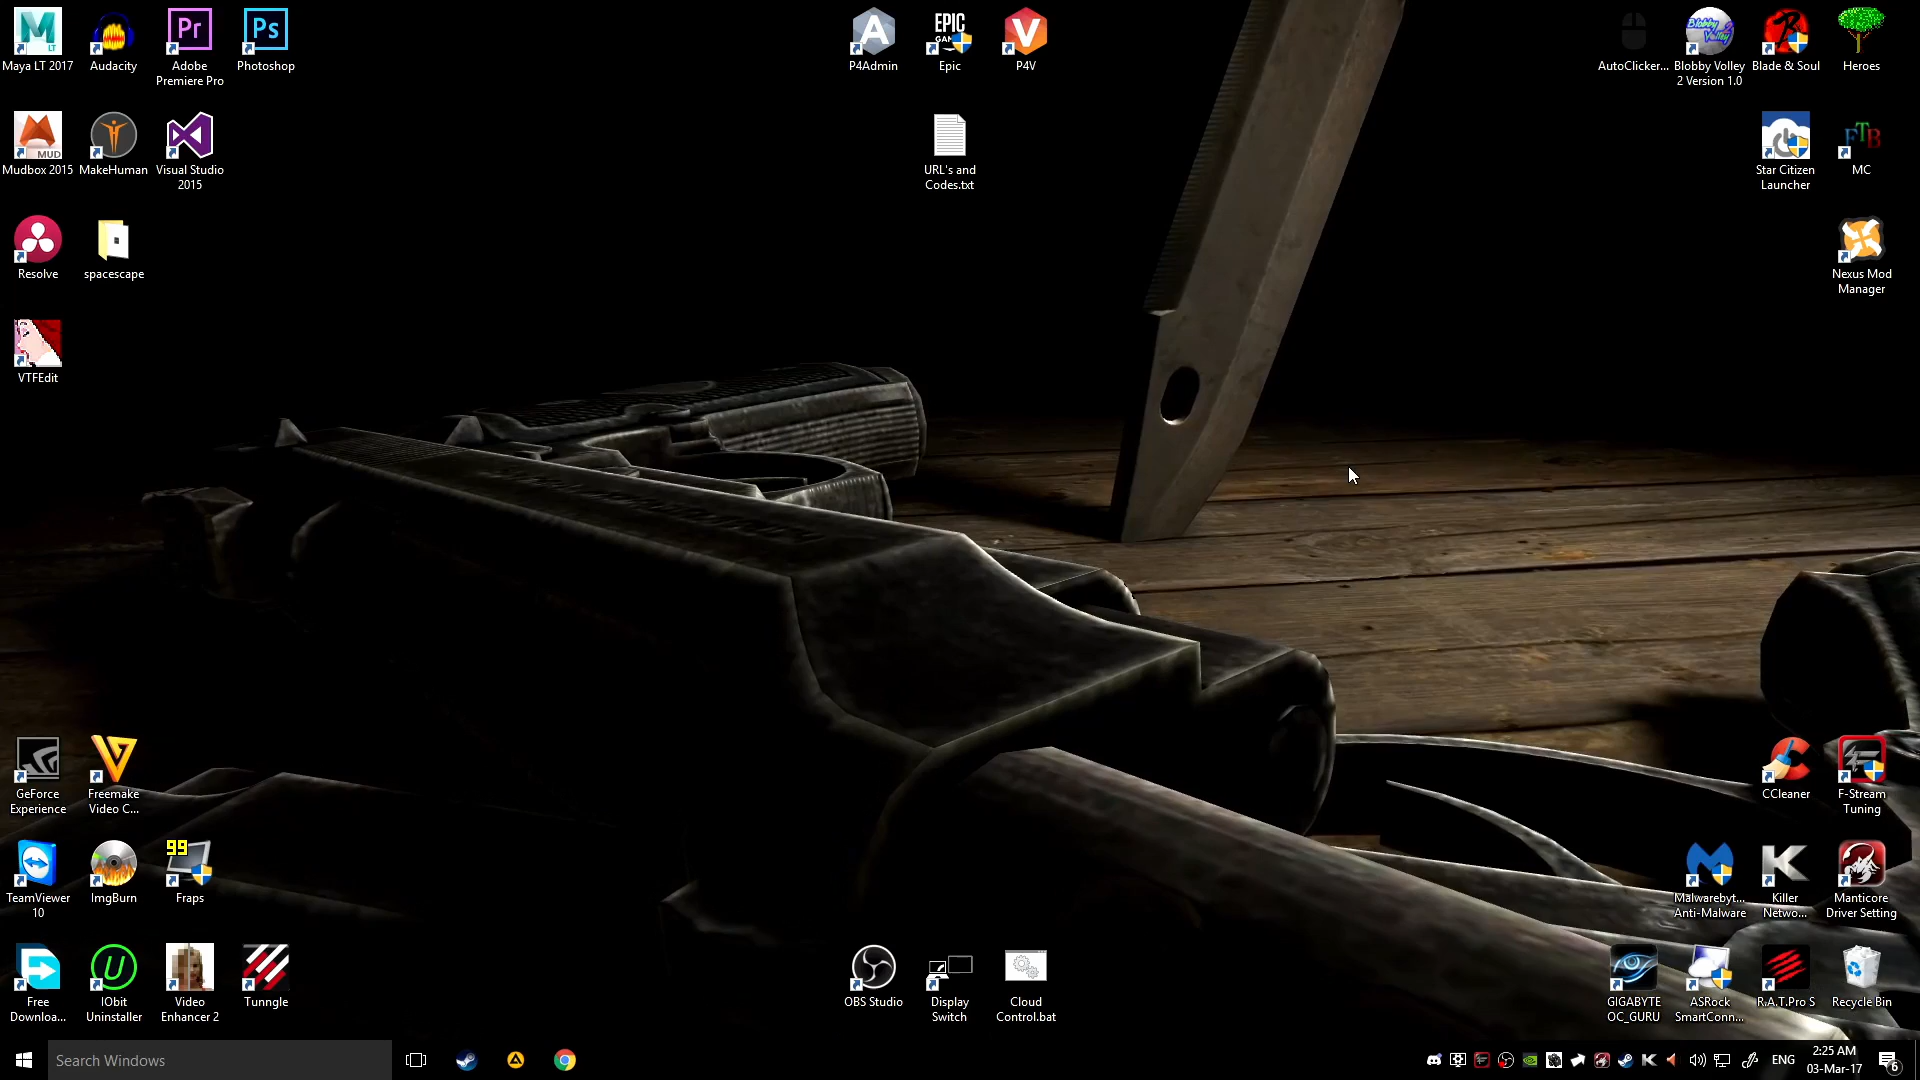 Maya LT 2017
Audacity
Adobe
Premiere Pro
Photoshop
P4Admin
Epic
P4V
AutoClicker...
Blobby Volley
2 Version 1.0
Blade & Soul
Heroes
Mudbox 2015
MakeHuman
Visual Studio
2015
URL's and
Codes.txt
Star Citizen
Launcher
MC
Resolve
spacescape
Nexus Mod
Manager
VTFEdit
GeForce
Experience
Freemake
Video C...
CCleaner
F-Stream
Tuning
TeamViewer
10
ImgBurn
99
Fraps
Malwarebyt...
Anti-Malware
Killer
Netwo...
Manticore
Driver Setting
Free
Downloa...
IObit
Uninstaller
Video
Enhancer 2
Tunngle
OBS Studio
Display
Switch
Cloud
Control.bat
GIGABYTE
OC_GURU
ASRock
SmartConn...
R.A.T.Pro S
Recycle Bin
Search Windows
ENG
2:25 AM
03-Mar-17
6